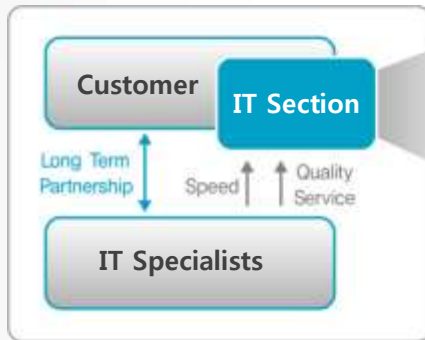 Customer
IT Section
Long Term
Partnership
Speed
Quality
Service
IT Specialists